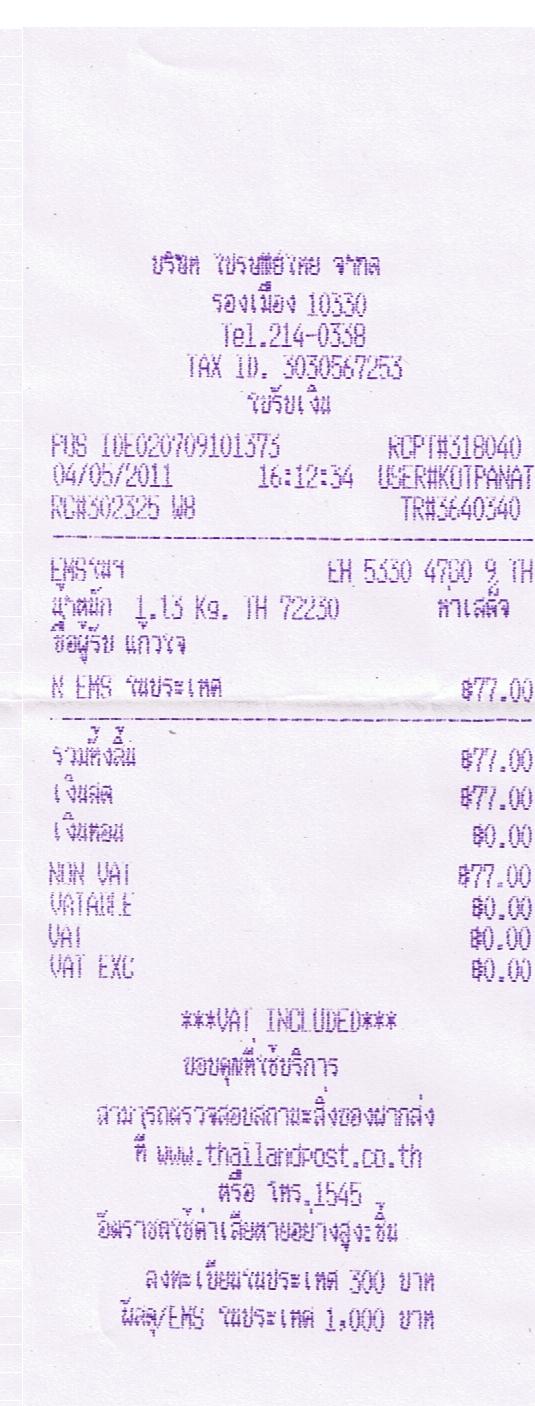 บริษัท ไปรษณีย์ไทย จำกัด
รองเมือง 10330
Tel.214-0338
TAX ID. 3030567253
ใบรับเงิน
POS IDE020709101373 RCPT#318040
04/05/2011 16:12:34 USER#KOTPANAT
RC#302325 W8 TR#3640340
EMSในฯ EH 5330 4780 9 TH
น้ำหนัก 1.13 Kg. TH 72230 ท่าเสด็จ
ชื่อผู้รับ แก้วใจ
N EMS ในประเทศ ฿77.00
รวมทั้งสิ้น ฿77.00
เงินสด ฿77.00
เงินทอน ฿0.00
NON VAT ฿77.00
VATABLE ฿0.00
VAT ฿0.00
VAT EXC ฿0.00
***VAT INCLUDED***
ขอบคุณที่ใช้บริการ
สามารถตรวจสอบสถานะสิ่งของฝากส่ง
ที่ www.thailandpost.co.th
หรือ โทร.1545
อัตราชดใช้ค่าเสียหายอย่างสูง:ชิ้น
ลงทะเบียนในประเทศ 300 บาท
พัสดุ/EMS ในประเทศ 1,000 บาท